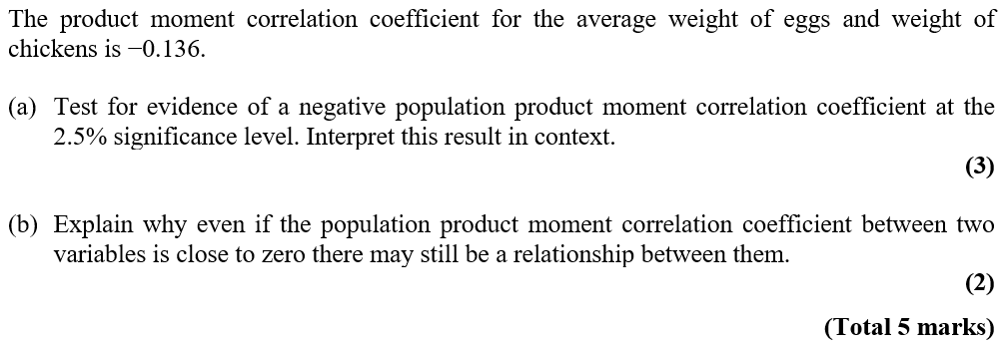 The product moment correlation coefficient for the average weight of eggs and weight of
chickens is −0.136.
(a) Test for evidence of a negative population product moment correlation coefficient at the
2.5% significance level. Interpret this result in context.
(3)
(b) Explain why even if the population product moment correlation coefficient between two
variables is close to zero there may still be a relationship between them.
(2)
(Total 5 marks)